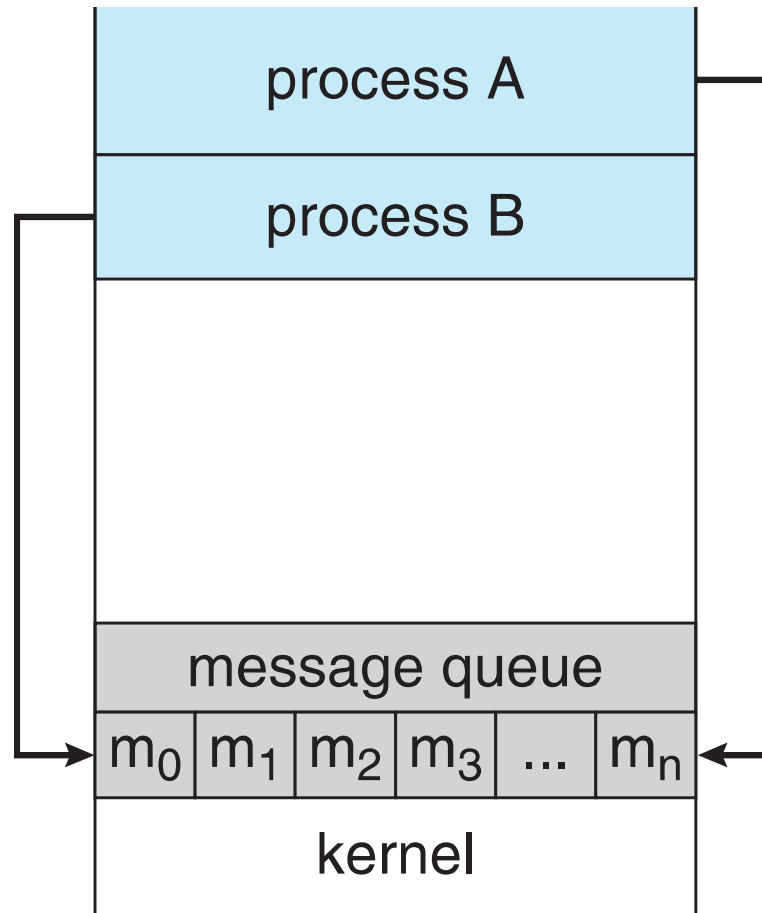 process A
process B
message queue
m₀ m₁ m₂ m₃ ... mₙ
kernel